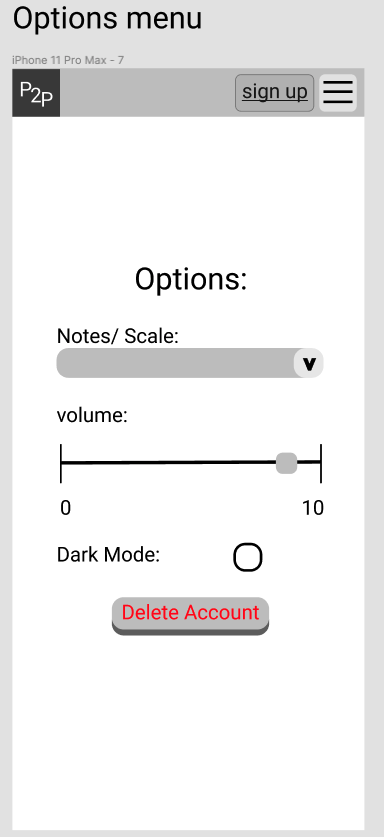 Options menu
iPhone 11 Pro Max - 7
P2P
sign up
Options:
Notes/ Scale:
v
volume:
0 10
Dark Mode:
Delete Account